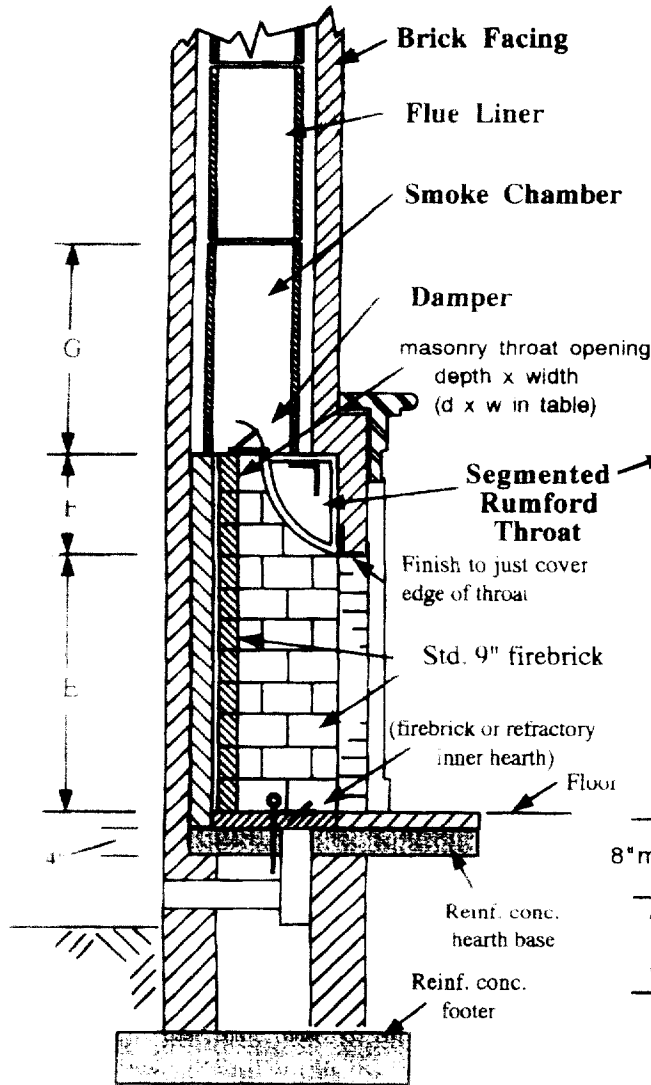 Brick Facing
Flue Liner
Smoke Chamber
Damper
G
masonry throat opening
depth x width
(d x w in table)
Segmented
Rumford
Throat
F
Finish to just cover
edge of throat
Std. 9" firebrick
E
(firebrick or refractory
inner hearth)
Floor
4"
8"m
Reinf. conc.
hearth base
Reinf. conc.
footer